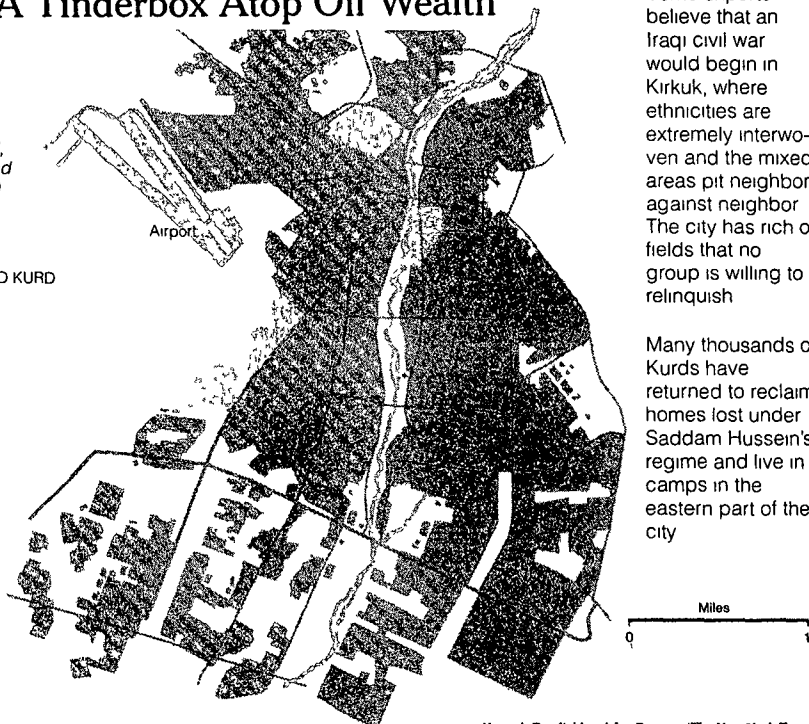 A Tinderbox Atop Oil Wealth
believe that an
Iraqi civil war
would begin in
Kirkuk, where
ethnicities are
extremely interwo-
ven and the mixed
areas pit neighbor
against neighbor
The city has rich o
fields that no
group is willing to
relinquish
Many thousands o
Kurds have
returned to reclaim
homes lost under
Saddam Hussein's
regime and live in
camps in the
eastern part of the
city
d
Airport
D KURD
Miles
0
1